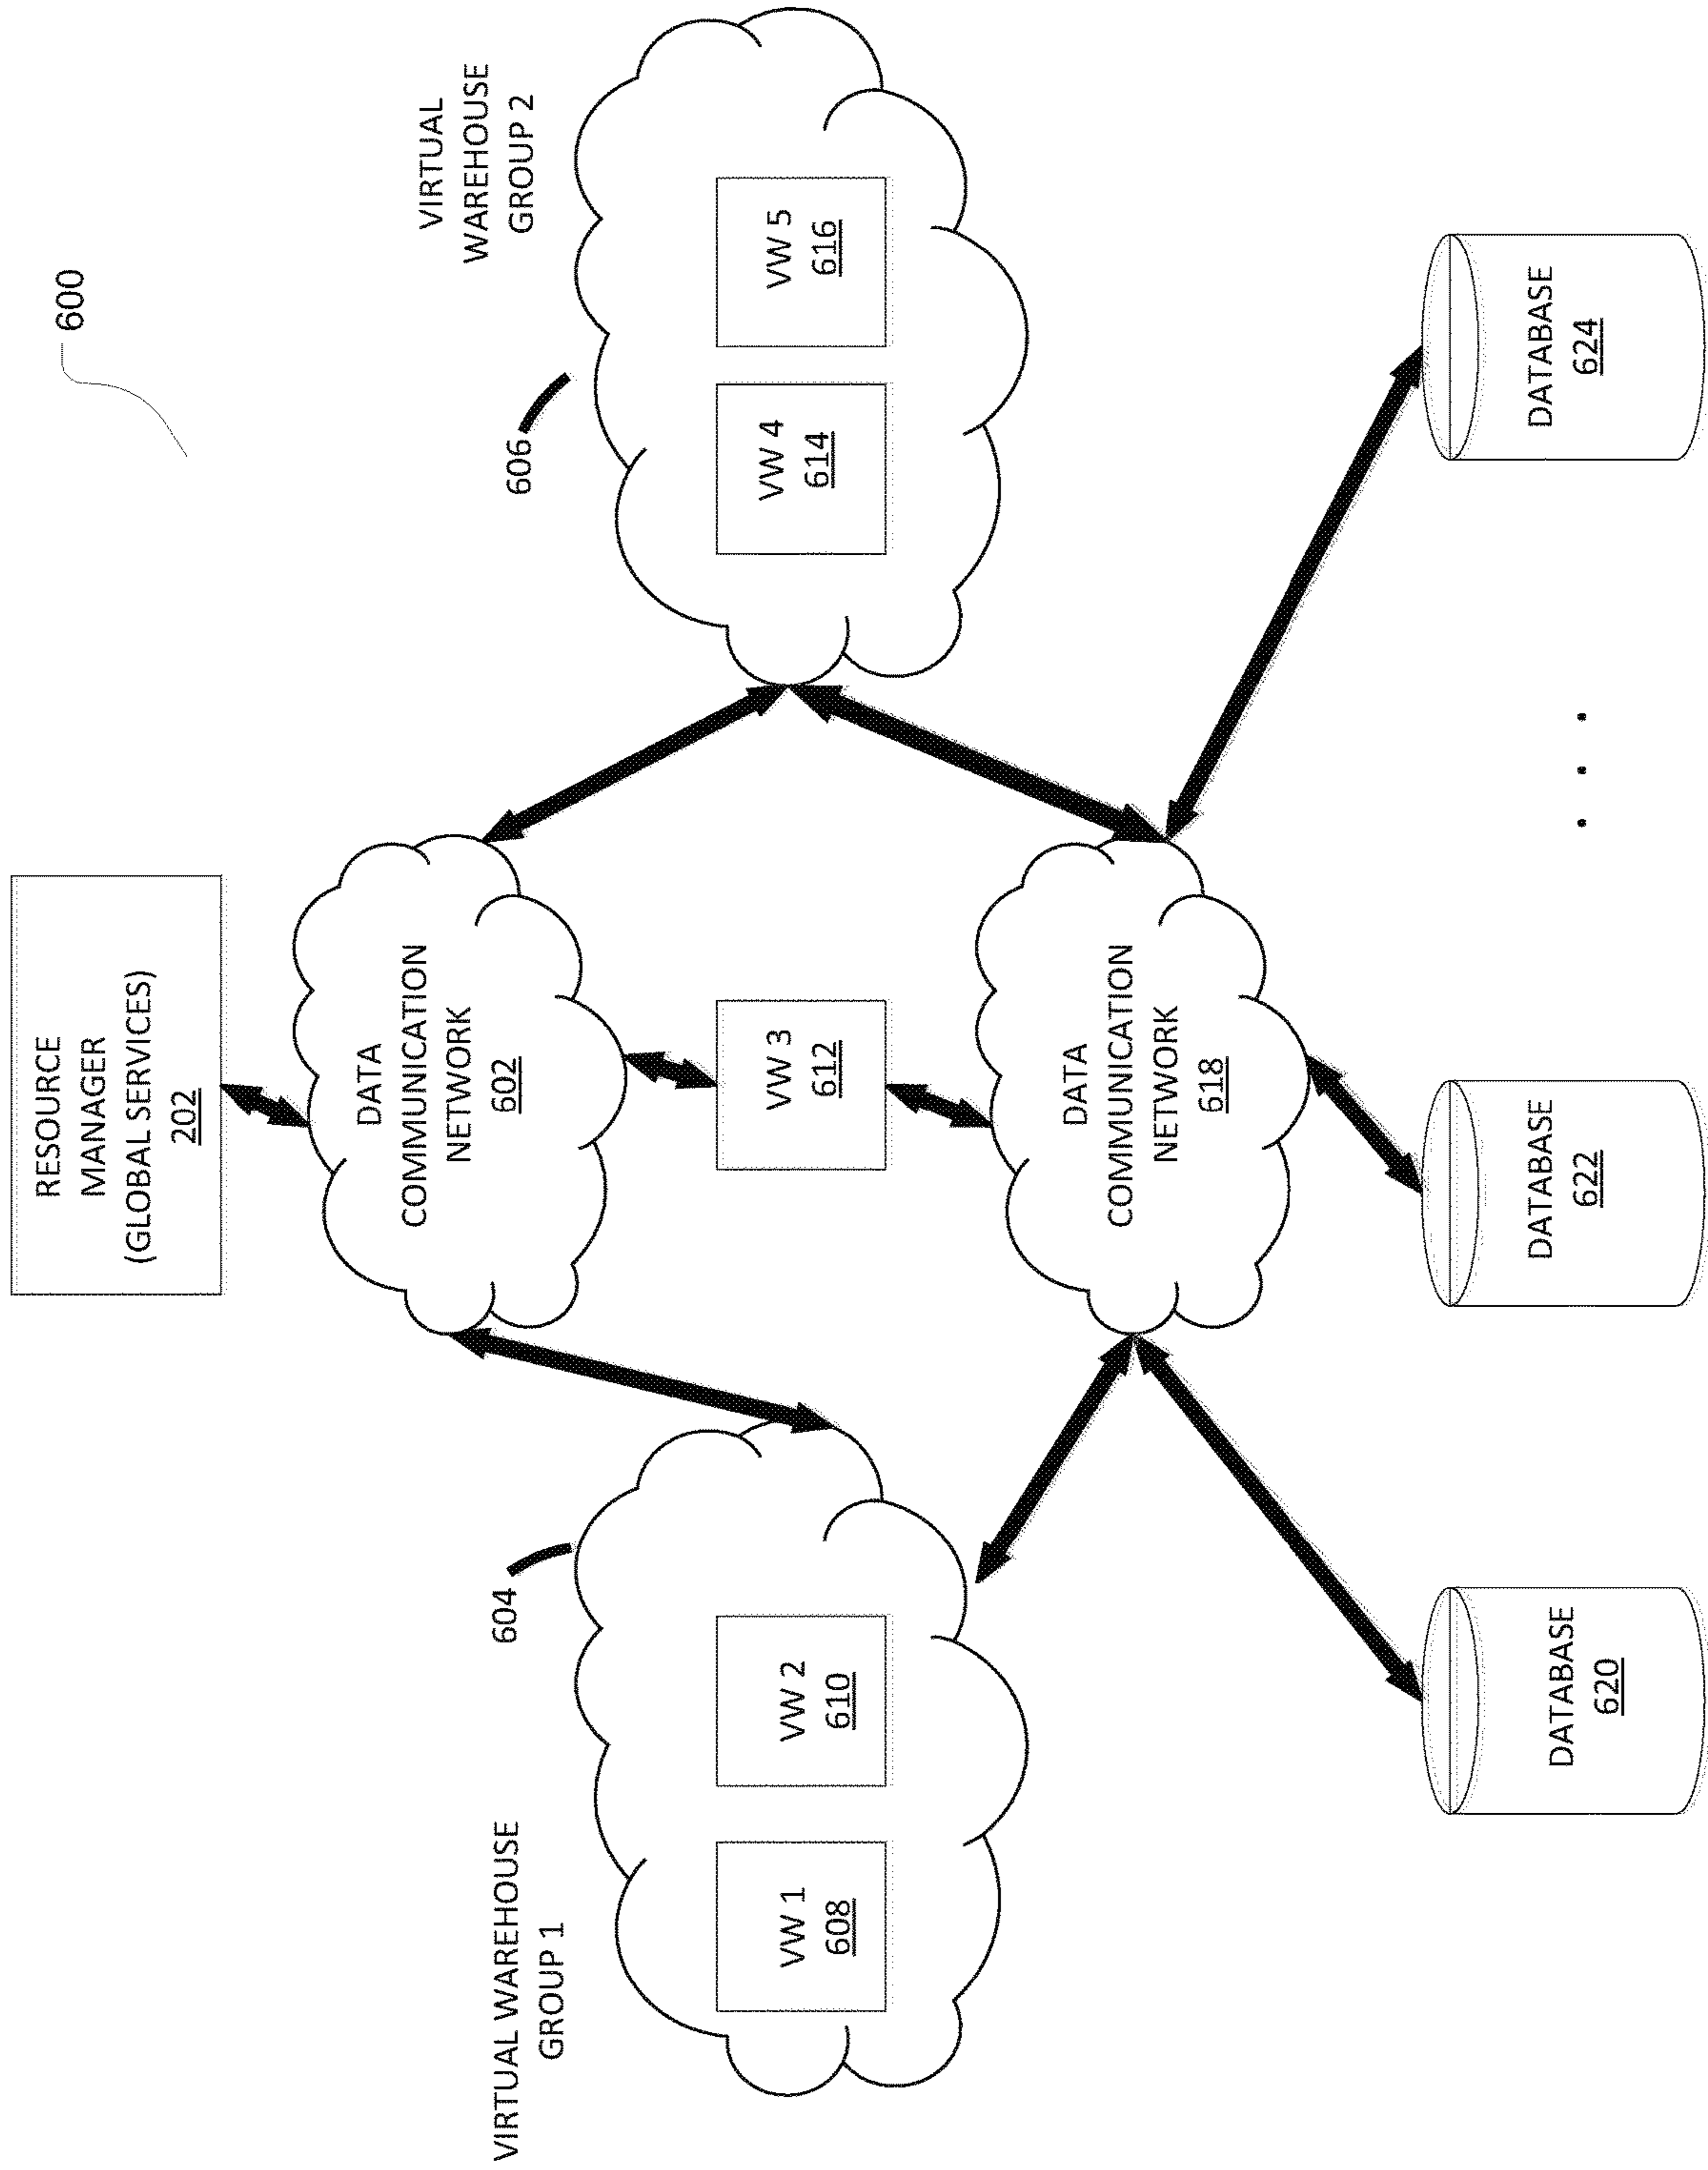 600
RESOURCE
MANAGER
(GLOBAL SERVICES)
202
DATA
COMMUNICATION
NETWORK
602
VIRTUAL WAREHOUSE
GROUP 1
604
VW 1
608
VW 2
610
VW 3
612
VIRTUAL
WAREHOUSE
GROUP 2
606
VW 4
614
VW 5
616
DATA
COMMUNICATION
NETWORK
618
DATABASE
620
DATABASE
622
. . .
DATABASE
624